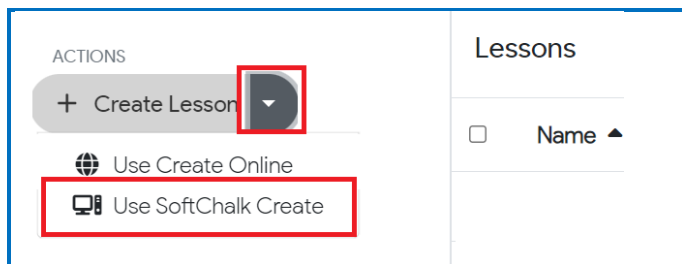 ACTIONS
+ Create Lesson
Use Create Online
Use SoftChalk Create
Lessons
Name